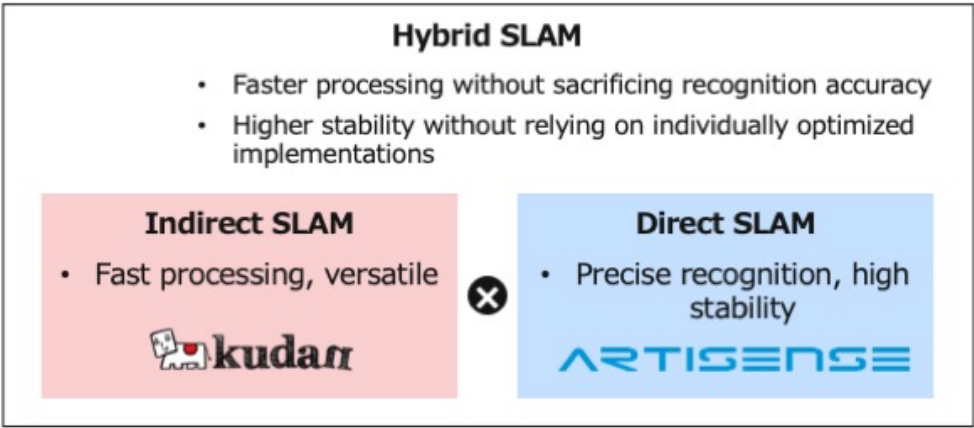 Hybrid SLAM
• Faster processing without sacrificing recognition accuracy
• Higher stability without relying on individually optimized
implementations
Indirect SLAM
• Fast processing, versatile
kudan
Direct SLAM
• Precise recognition, high
stability
ARTISENSE